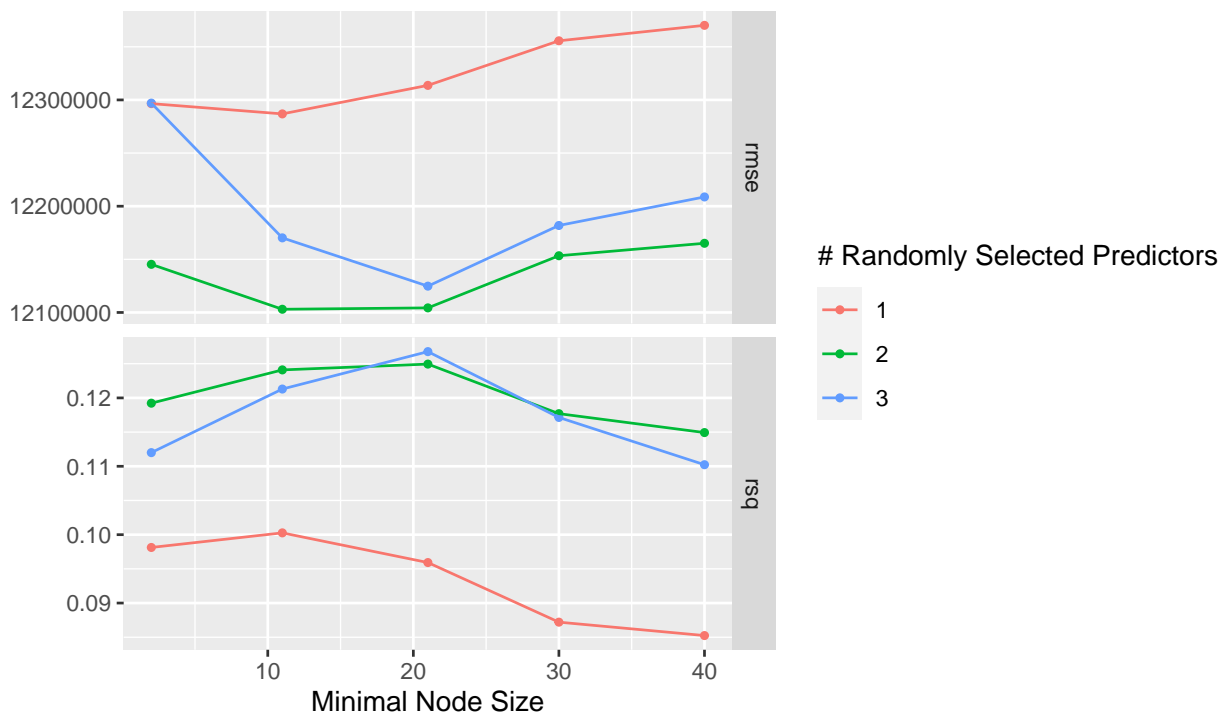 12300000
12200000
12100000
rmse
0.12
0.11
0.10
0.09
rsq
10 20 30 40
Minimal Node Size
# Randomly Selected Predictors
1
2
3